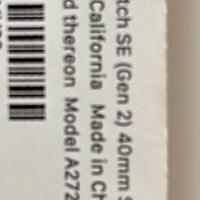 tch SE (Gen 2) 40mm
California Made in Ch
d thereon Model A272